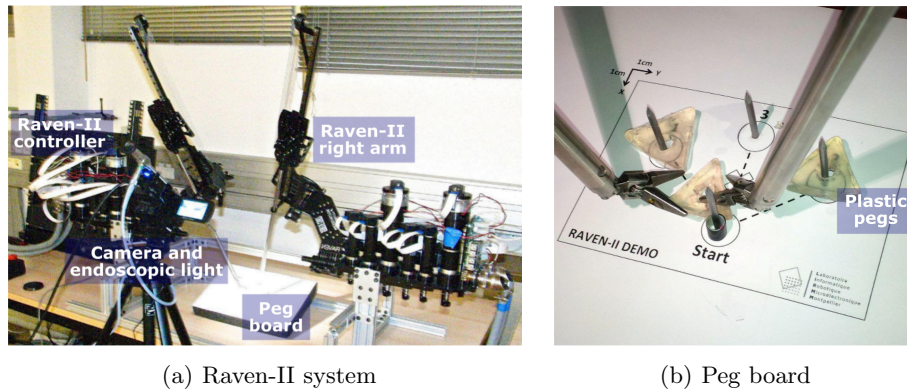 Raven-II
controller
Raven-II
right arm
Camera and
endoscopic light
Peg
board
1cm
Y
1cm
X
3
Plastic
pegs
Start
RAVEN-II DEMO
Laboratoire
Informatique
Robotique
Microélectronique
Montpellier
(a) Raven-II system
(b) Peg board